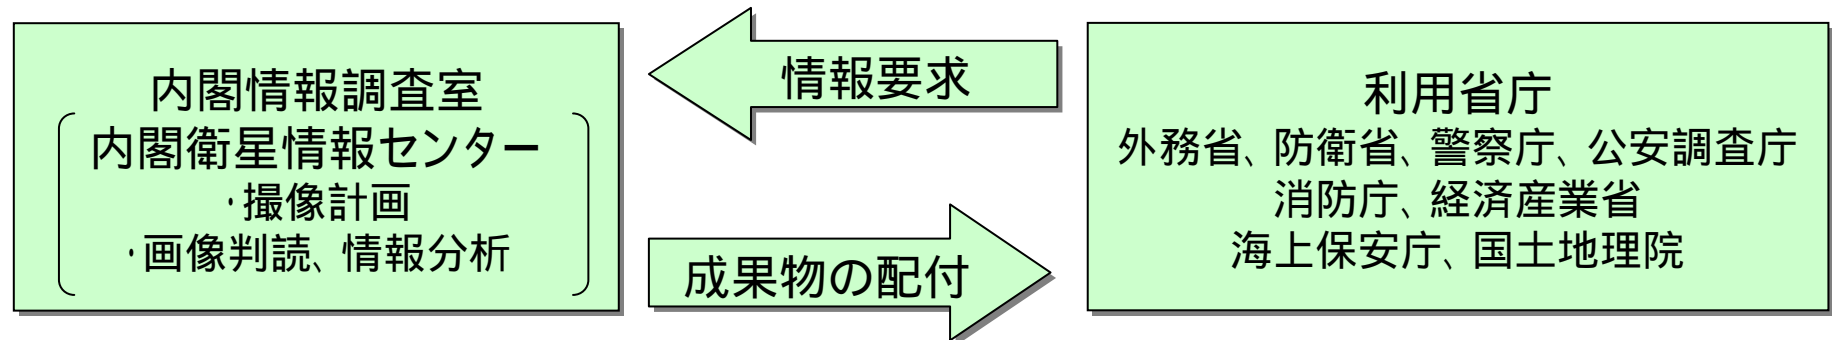 内閣情報調査室
内閣衛星情報センター
・撮像計画
・画像判読、情報分析
情報要求
成果物の配付
利用省庁
外務省、防衛省、警察庁、公安調査庁
消防庁、経済産業省
海上保安庁、国土地理院